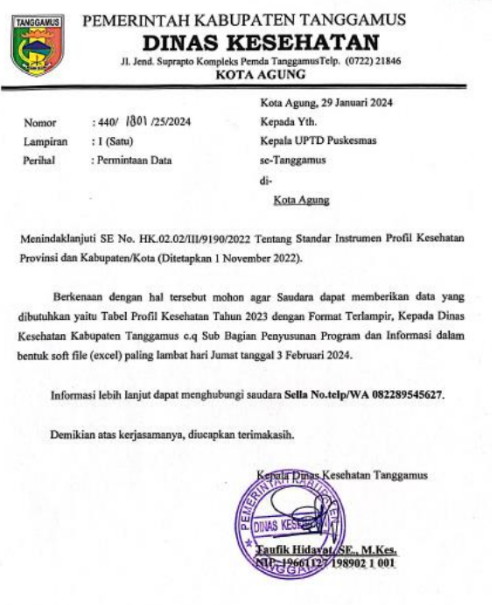 TANGGAMUS
PEMERINTAH KABUPATEN TANGGAMUS
DINAS KESEHATAN
Jl. Jend. Suprapto Kompleks Pemda TanggamusTelp. (0722) 21846
KOTA AGUNG
Kota Agung, 29 Januari 2024
Nomor : 440/ 1801 /25/2024
Kepada Yth.
Lampiran : 1 (Satu)
Kepala UPTD Puskesmas
Perihal : Permintaan Data
se-Tanggamus
di-
Kota Agung
Menindaklanjuti SE No. HK.02.02/III/9190/2022 Tentang Standar Instrumen Profil Kesehatan
Provinsi dan Kabupaten/Kota (Ditetapkan 1 November 2022).
Berkenaan dengan hal tersebut mohon agar Saudara dapat memberikan data yang
dibutuhkan yaitu Tabel Profil Kesehatan Tahun 2023 dengan Format Terlampir, Kepada Dinas
Kesehatan Kabupaten Tanggamus c.q Sub Bagian Penyusunan Program dan Informasi dalam
bentuk soft file (excel) paling lambat hari Jumat tanggal 3 Februari 2024.
Informasi lebih lanjut dapat menghubungi saudara Sella No.telp/WA 082289545627.
Demikian atas kerjasamanya, diucapkan terimakasih.
Kepala Dinas Kesehatan Tanggamus
PEMERINTAH KABUPATEN
DINAS KESEHATAN
TANGGAMUS
Taufik Hidayat, SE., M.Kes.
NIP. 19661127 198902 1 001